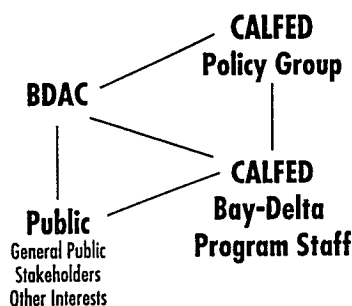 CALFED
Policy Group
BDAC
CALFED
Bay-Delta
Program Staff
Public
General Public
Stakeholders
Other Interests